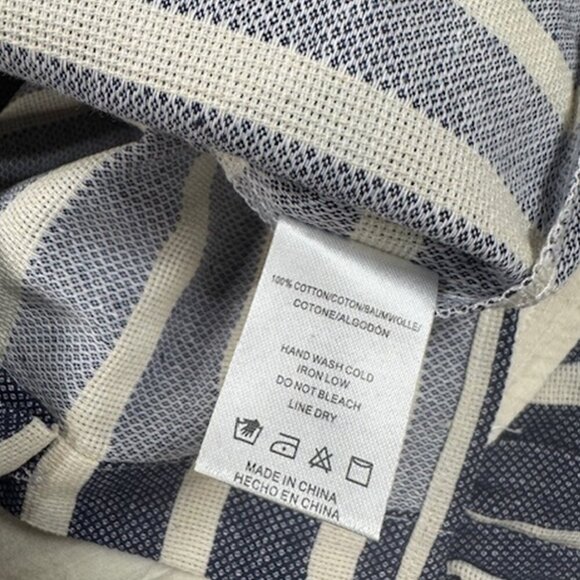 100% COTTON/COTON/BAUMWOLLE/
COTONE/ALGODÓN
HAND WASH COLD
IRON LOW
DO NOT BLEACH
LINE DRY
MADE IN CHINA
HECHO EN CHINA